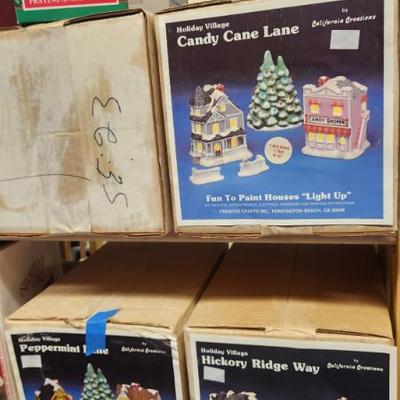 Holiday Village
Candy Cane Lane
by
California Creations
CANDY SHOPPE
Fun To Paint Houses "Light Up"
CREATIVE CRAFTS INC., HUNTINGTON BEACH, CA
Holiday Village
Peppermint
by
California Creations
Holiday Village
Hickory Ridge Way
by
California Creations